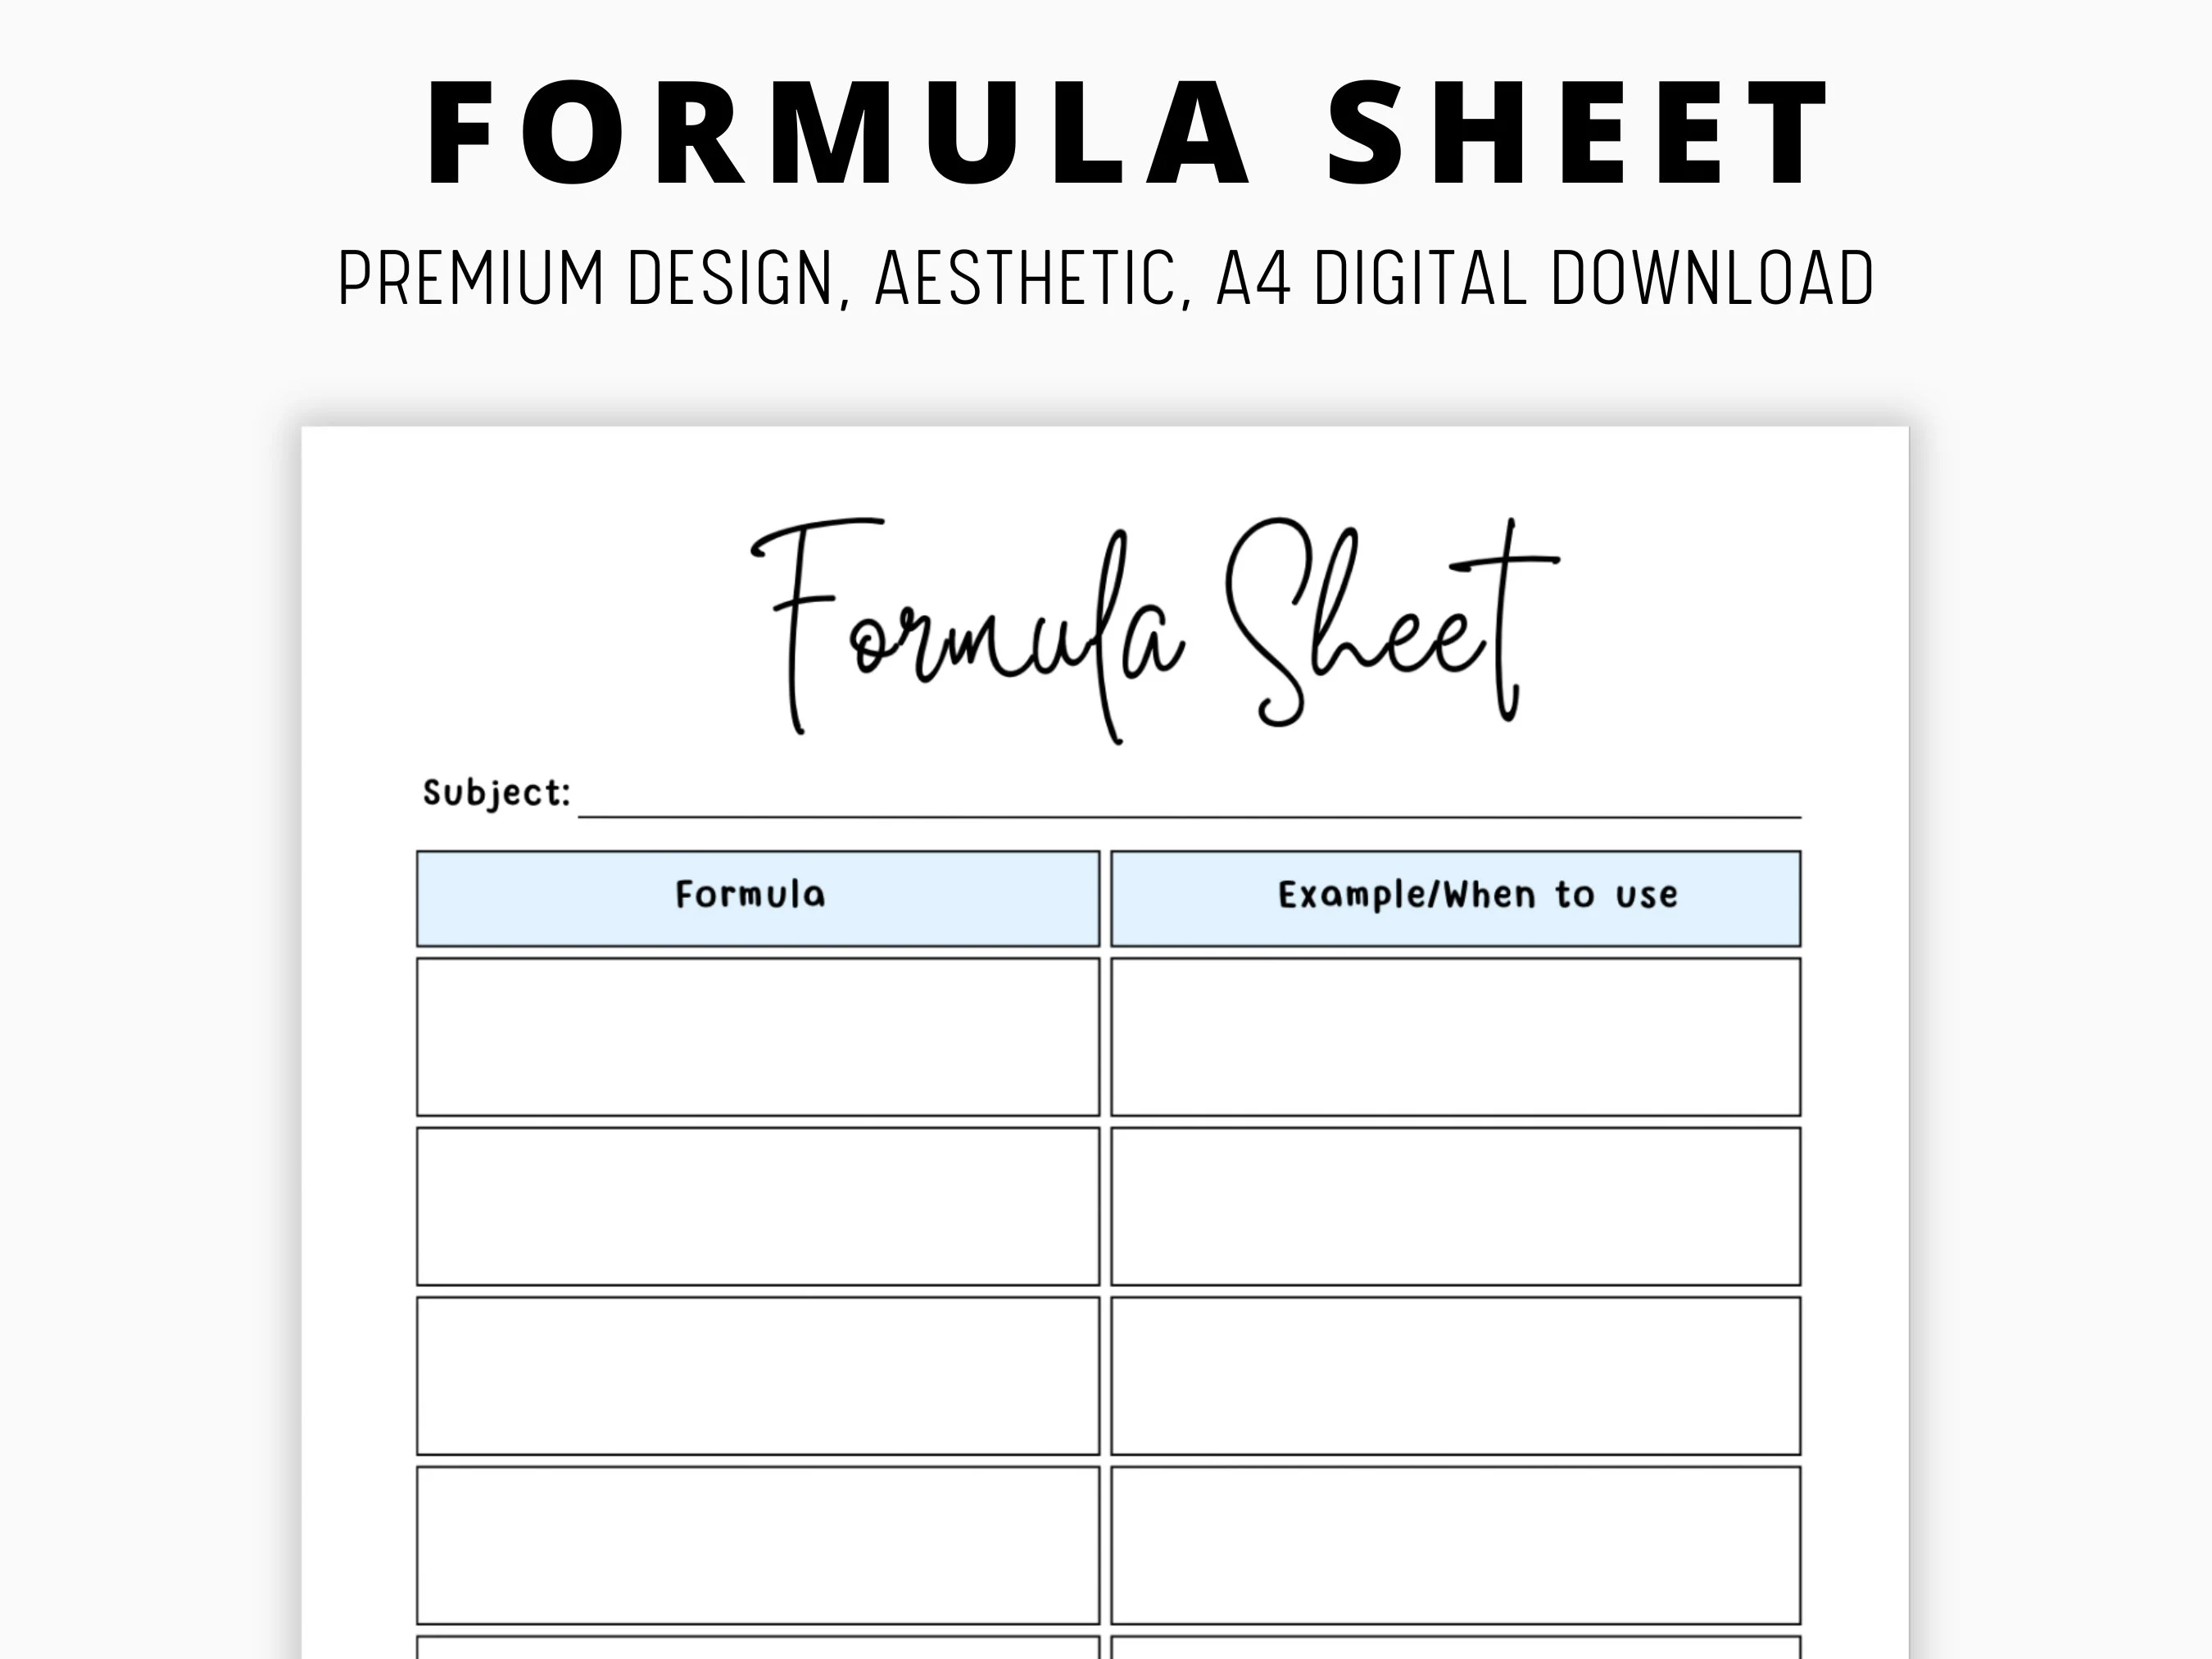 FORMULA SHEET
PREMIUM DESIGN, AESTHETIC, A4 DIGITAL DOWNLOAD
Formula Sheet
Subject:
Formula Example/When to use